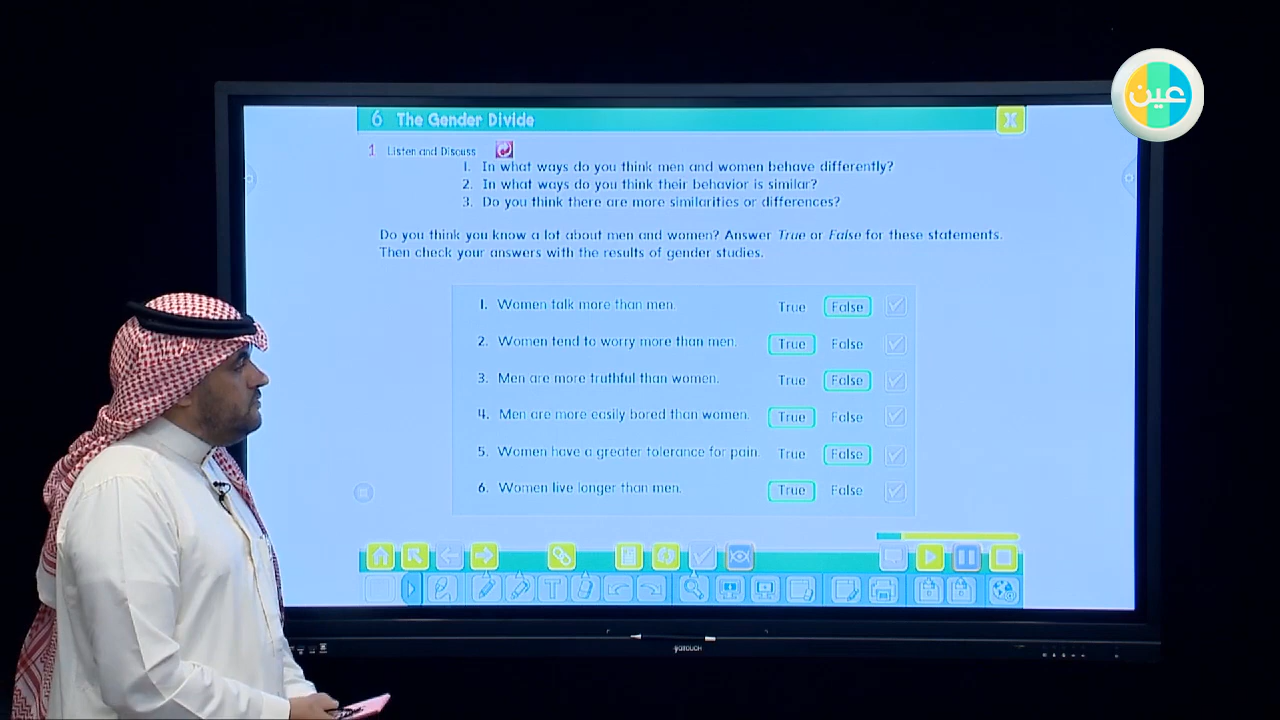 عين
6 The Gender Divide
1 Listen and Discuss
1. In what ways do you think men and women behave differently?
2. In what ways do you think their behavior is similar?
3. Do you think there are more similarities or differences?
Do you think you know a lot about men and women? Answer True or False for these statements.
Then check your answers with the results of gender studies.
1. Women talk more than men. True False
2. Women tend to worry more than men. True False
3. Men are more truthful than women. True False
4. Men are more easily bored than women. True False
5. Women have a greater tolerance for pain. True False
6. Women live longer than men. True False
T